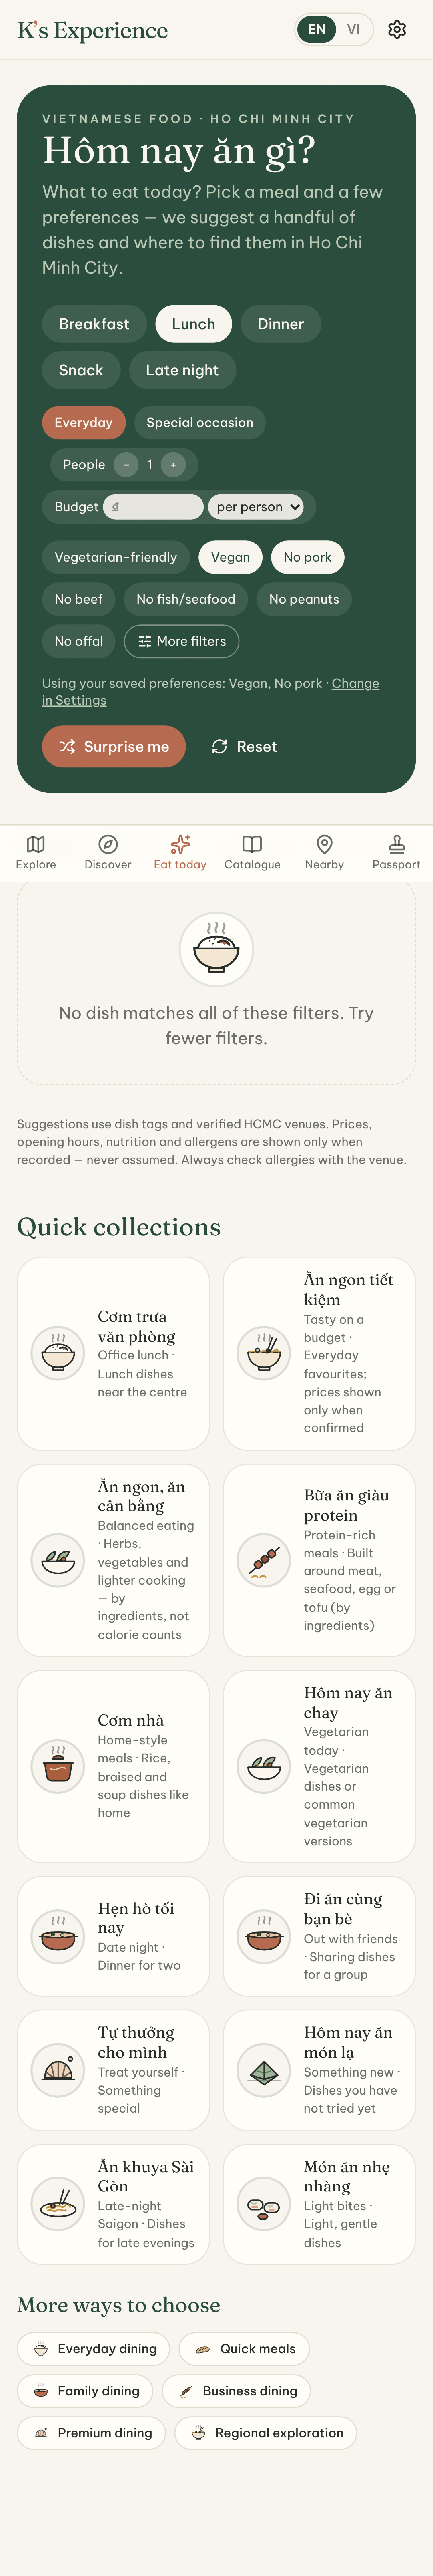 K's Experience
EN VI
VIETNAMESE FOOD · HO CHI MINH CITY
Hôm nay ăn gì?
What to eat today? Pick a meal and a few
preferences — we suggest a handful of
dishes and where to find them in Ho Chi
Minh City.
Breakfast Lunch Dinner
Snack Late night
Everyday Special occasion
People − 1 +
Budget ₫ per person
Vegetarian-friendly Vegan No pork
No beef No fish/seafood No peanuts
No offal More filters
Using your saved preferences: Vegan, No pork · Change
in Settings
Surprise me Reset
Explore Discover Eat today Catalogue Nearby Passport
No dish matches all of these filters. Try
fewer filters.
Suggestions use dish tags and verified HCMC venues. Prices,
opening hours, nutrition and allergens are shown only when
recorded — never assumed. Always check allergies with the venue.
Quick collections
Cơm trưa
văn phòng
Office lunch ·
Lunch dishes
near the centre
Ăn ngon tiết
kiệm
Tasty on a
budget ·
Everyday
favourites;
prices shown
only when
confirmed
Ăn ngon, ăn
cân bằng
Balanced eating
· Herbs,
vegetables and
lighter cooking
— by
ingredients, not
calorie counts
Bữa ăn giàu
protein
Protein-rich
meals · Built
around meat,
seafood, egg or
tofu (by
ingredients)
Cơm nhà
Home-style
meals · Rice,
braised and
soup dishes like
home
Hôm nay ăn
chay
Vegetarian
today ·
Vegetarian
dishes or
common
vegetarian
versions
Hẹn hò tối
nay
Date night ·
Dinner for two
Đi ăn cùng
bạn bè
Out with friends
· Sharing dishes
for a group
Tự thưởng
cho mình
Treat yourself ·
Something
special
Hôm nay ăn
món lạ
Something new ·
Dishes you have
not tried yet
Ăn khuya Sài
Gòn
Late-night
Saigon · Dishes
for late evenings
Món ăn nhẹ
nhàng
Light bites ·
Light, gentle
dishes
More ways to choose
Everyday dining Quick meals
Family dining Business dining
Premium dining Regional exploration